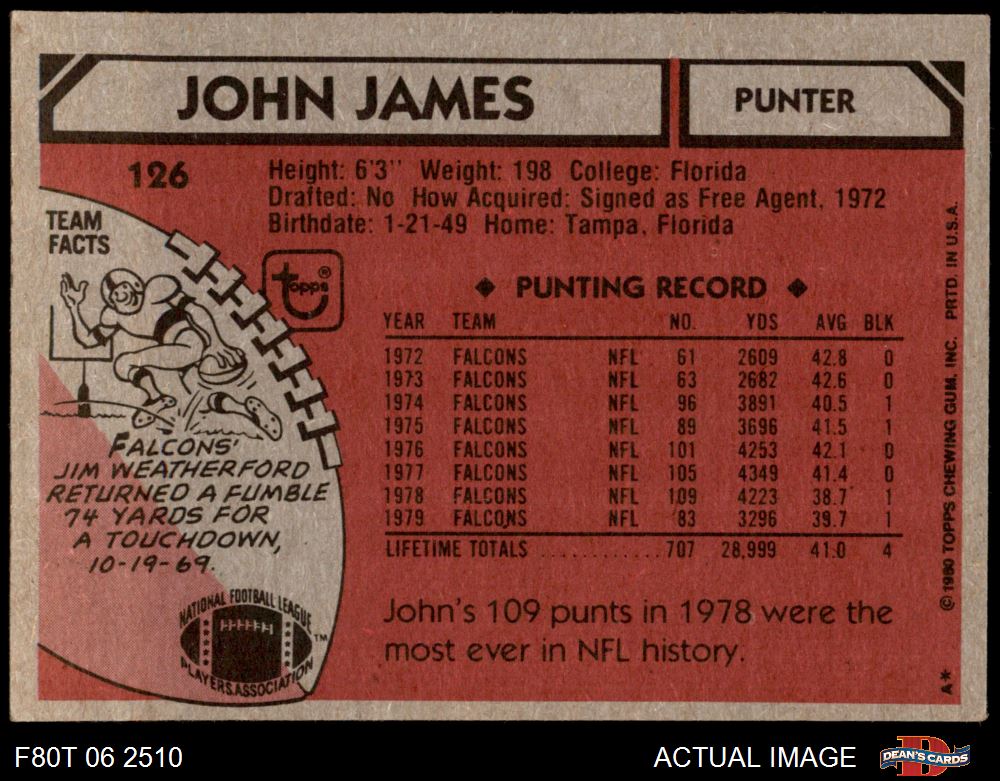 JOHN JAMES
PUNTER
126
Height: 6'3" Weight: 198 College: Florida
Drafted: No How Acquired: Signed as Free Agent, 1972
Birthdate: 1-21-49 Home: Tampa, Florida
TEAM
FACTS
topps®
◆ PUNTING RECORD ◆
YEAR TEAM NO. YDS AVG BLK
1972 FALCONS NFL 61 2609 42.8 0
1973 FALCONS NFL 63 2682 42.6 0
1974 FALCONS NFL 96 3891 40.5 1
1975 FALCONS NFL 89 3696 41.5 1
1976 FALCONS NFL 101 4253 42.1 0
1977 FALCONS NFL 105 4349 41.4 0
1978 FALCONS NFL 109 4223 38.7 1
1979 FALCONS NFL 83 3296 39.7 1
LIFETIME TOTALS ............ 707 28,999 41.0 4
FALCONS'
JIM WEATHERFORD
RETURNED A FUMBLE
74 YARDS FOR
A TOUCHDOWN,
10-19-69.
NATIONAL FOOTBALL LEAGUE
PLAYERS ASSOCIATION ™
John's 109 punts in 1978 were the
most ever in NFL history.
A* © 1980 TOPPS CHEWING GUM, INC. PRTD. IN U.S.A.
F80T 06 2510
ACTUAL IMAGE
D
DEAN'S CARDS